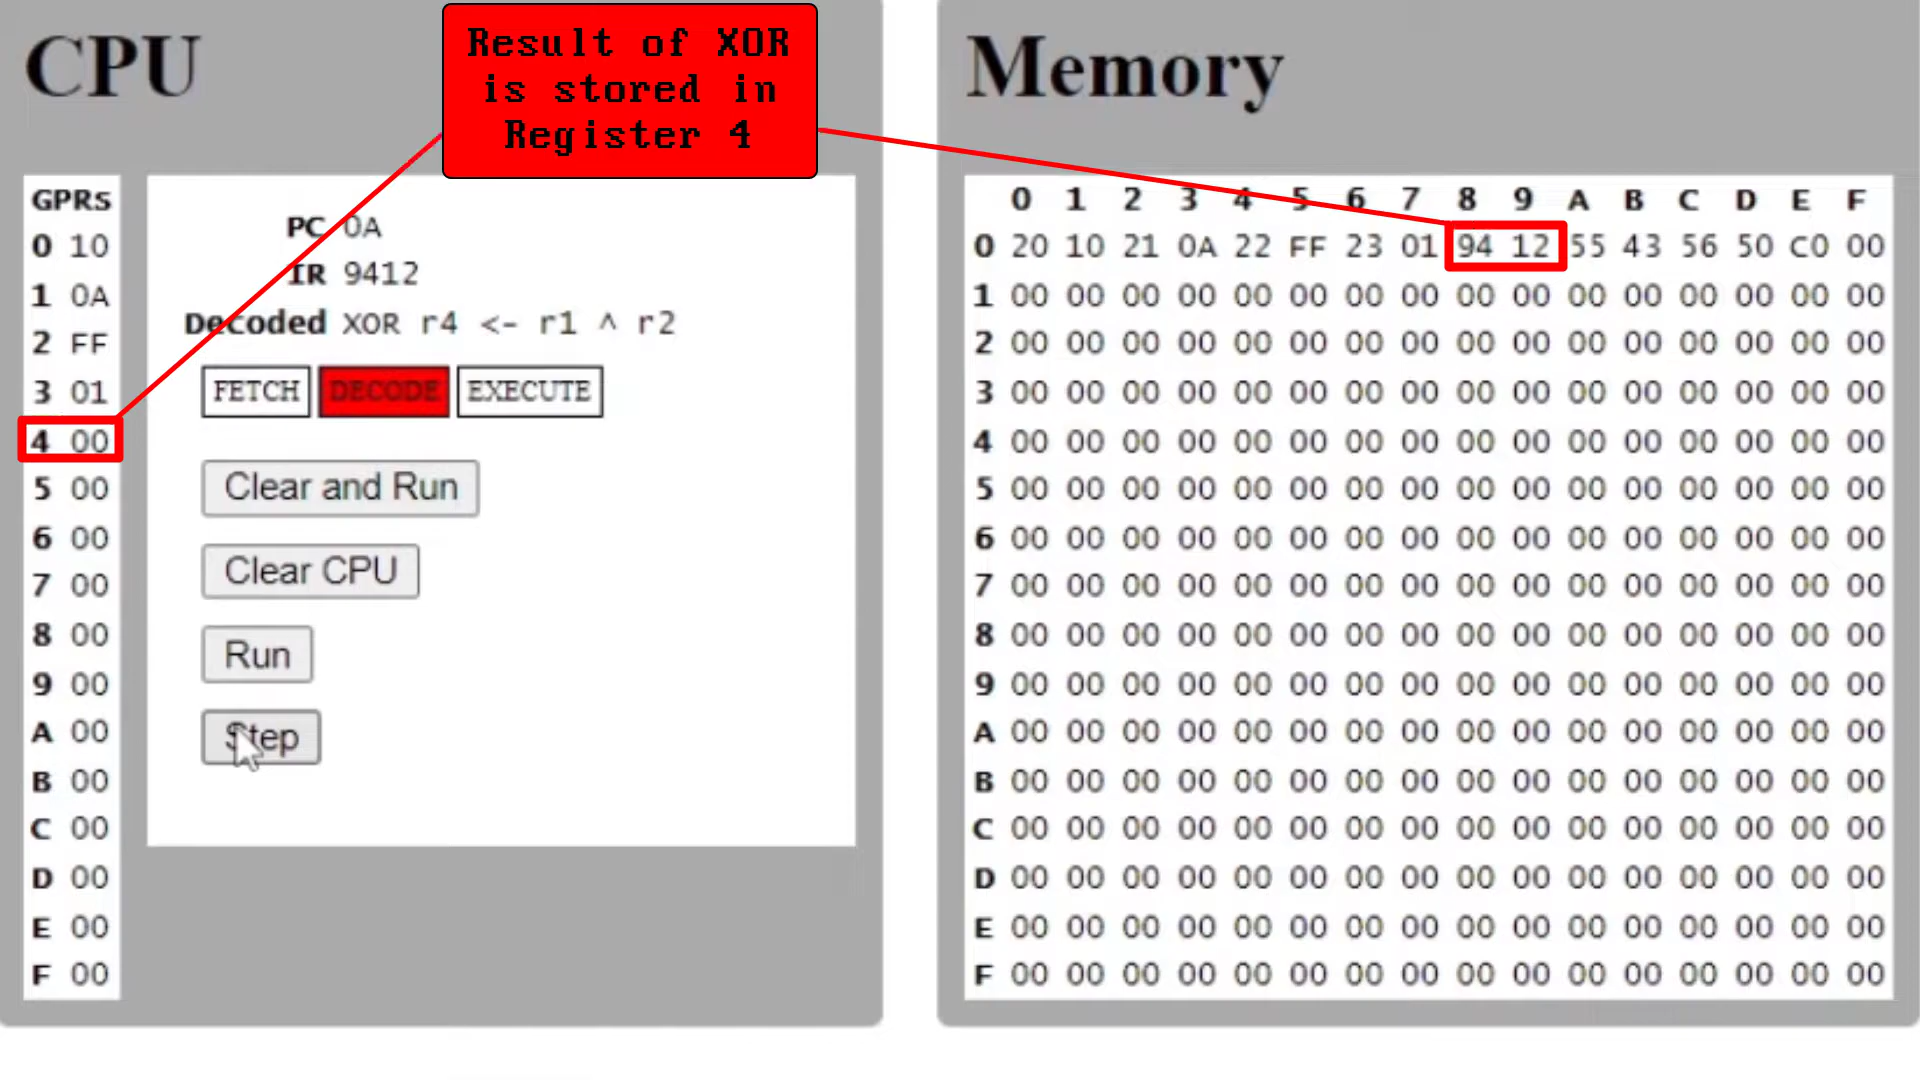 CPU
Result of XOR
is stored in
Register 4
Memory
GPRs
0 10
1 0A
2 FF
3 01
4 00
5 00
6 00
7 00
8 00
9 00
A 00
B 00
C 00
D 00
E 00
F 00
PC 0A
IR 9412
Decoded XOR r4 <- r1 ^ r2
FETCH DECODE EXECUTE
Clear and Run
Clear CPU
Run
Step
0 1 2 3 4 5 6 7 8 9 A B C D E F
0 20 10 21 0A 22 FF 23 01 94 12 55 43 56 50 C0 00
1 00 00 00 00 00 00 00 00 00 00 00 00 00 00 00 00
2 00 00 00 00 00 00 00 00 00 00 00 00 00 00 00 00
3 00 00 00 00 00 00 00 00 00 00 00 00 00 00 00 00
4 00 00 00 00 00 00 00 00 00 00 00 00 00 00 00 00
5 00 00 00 00 00 00 00 00 00 00 00 00 00 00 00 00
6 00 00 00 00 00 00 00 00 00 00 00 00 00 00 00 00
7 00 00 00 00 00 00 00 00 00 00 00 00 00 00 00 00
8 00 00 00 00 00 00 00 00 00 00 00 00 00 00 00 00
9 00 00 00 00 00 00 00 00 00 00 00 00 00 00 00 00
A 00 00 00 00 00 00 00 00 00 00 00 00 00 00 00 00
B 00 00 00 00 00 00 00 00 00 00 00 00 00 00 00 00
C 00 00 00 00 00 00 00 00 00 00 00 00 00 00 00 00
D 00 00 00 00 00 00 00 00 00 00 00 00 00 00 00 00
E 00 00 00 00 00 00 00 00 00 00 00 00 00 00 00 00
F 00 00 00 00 00 00 00 00 00 00 00 00 00 00 00 00